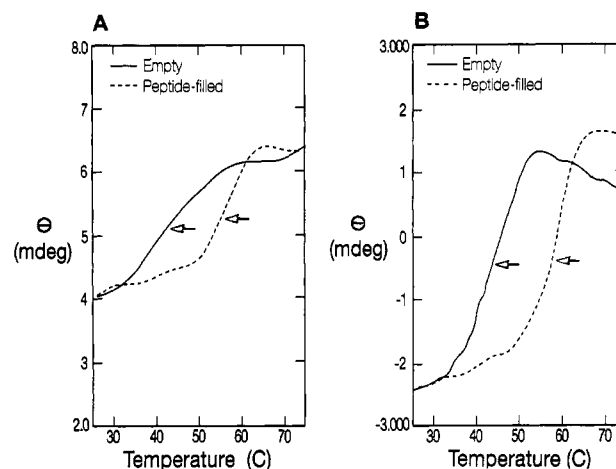 A
8.0
7
6
5
4
3
2.0
Empty
Peptide-filled
Θ
(mdeg)
30 40 50 60 70
Temperature (C)
B
3.000
2
1
0
-1
-2
-3.000
Empty
Peptide-filled
Θ
(mdeg)
30 40 50 60 70
Temperature (C)